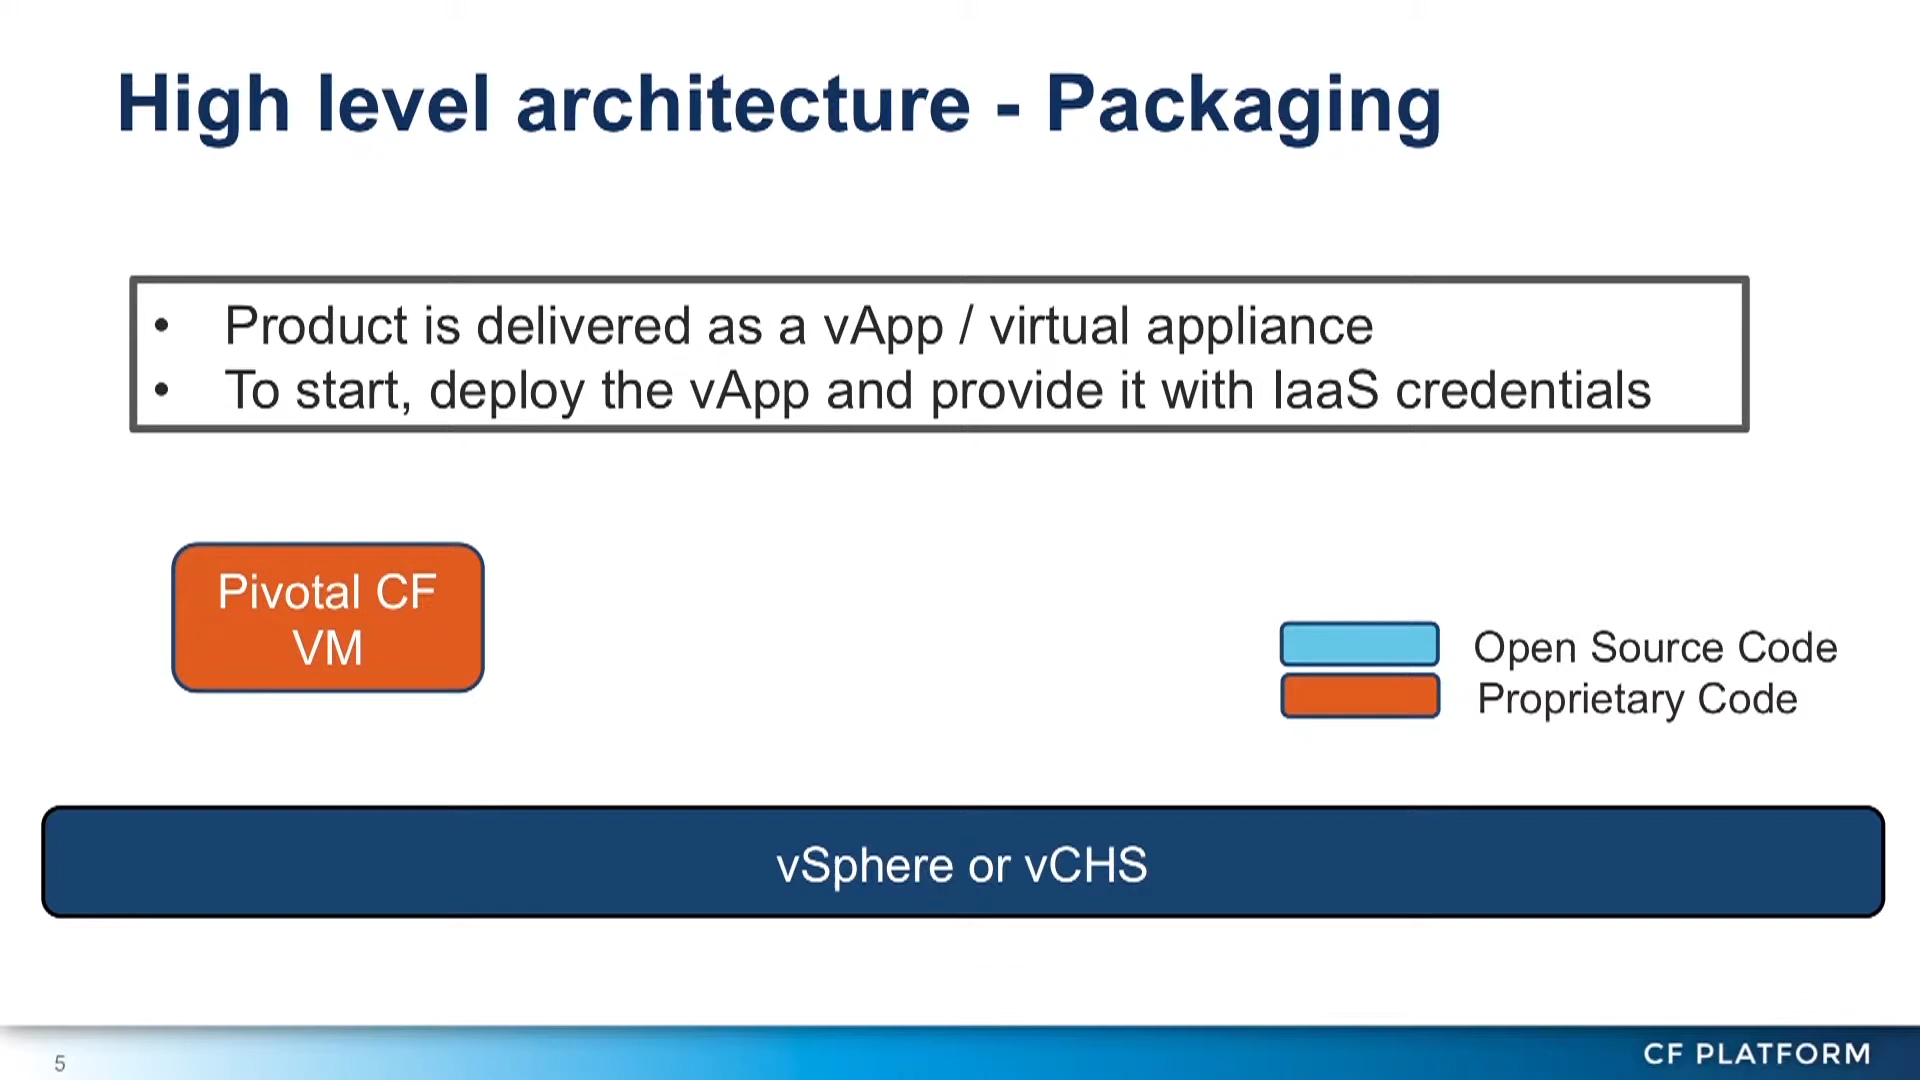 High level architecture - Packaging
• Product is delivered as a vApp / virtual appliance
• To start, deploy the vApp and provide it with IaaS credentials
Pivotal CF
VM
Open Source Code
Proprietary Code
vSphere or vCHS
5
CF PLATFORM